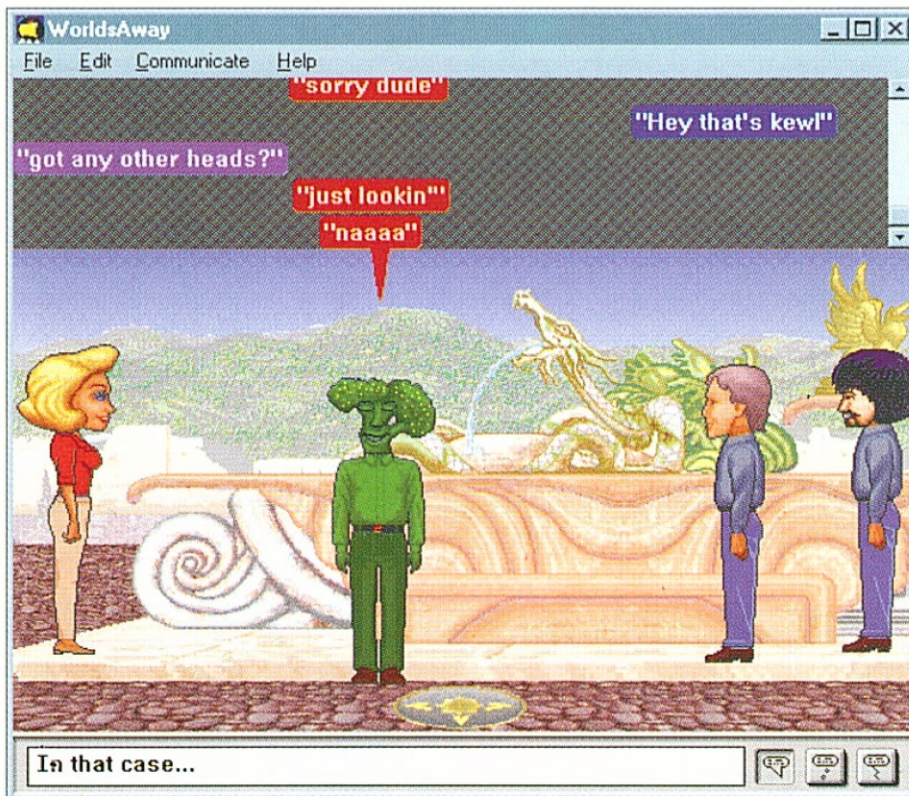 WorldsAway
File Edit Communicate Help
"sorry dude"
"Hey that's kewl"
"got any other heads?"
"just lookin'"
"naaaa"
In that case...